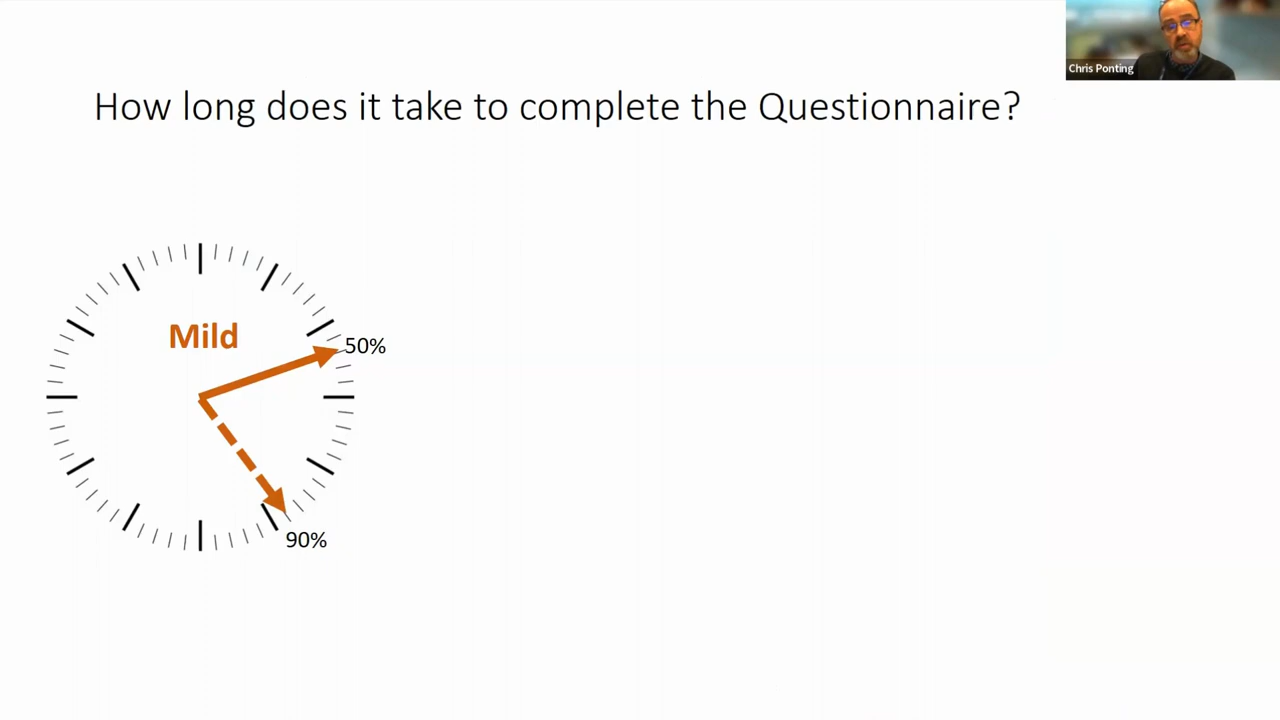 Chris Ponting
How long does it take to complete the Questionnaire?
Mild
50%
90%